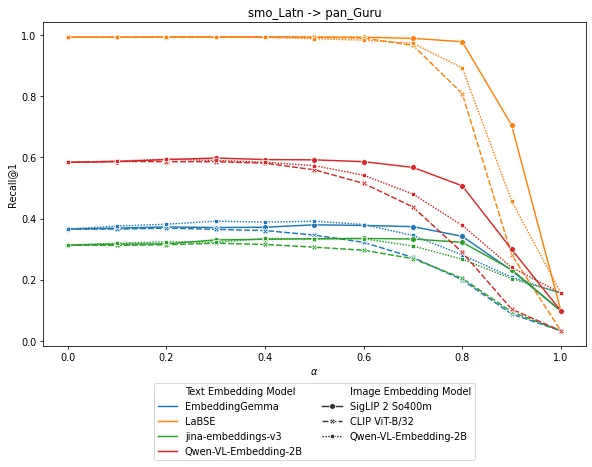 smo_Latn -> pan_Guru
Recall@1
1.0
0.8
0.6
0.4
0.2
0.0
0.0 0.2 0.4 0.6 0.8 1.0
α
Text Embedding Model
EmbeddingGemma
LaBSE
jina-embeddings-v3
Qwen-VL-Embedding-2B
Image Embedding Model
SigLIP 2 So400m
CLIP ViT-B/32
Qwen-VL-Embedding-2B